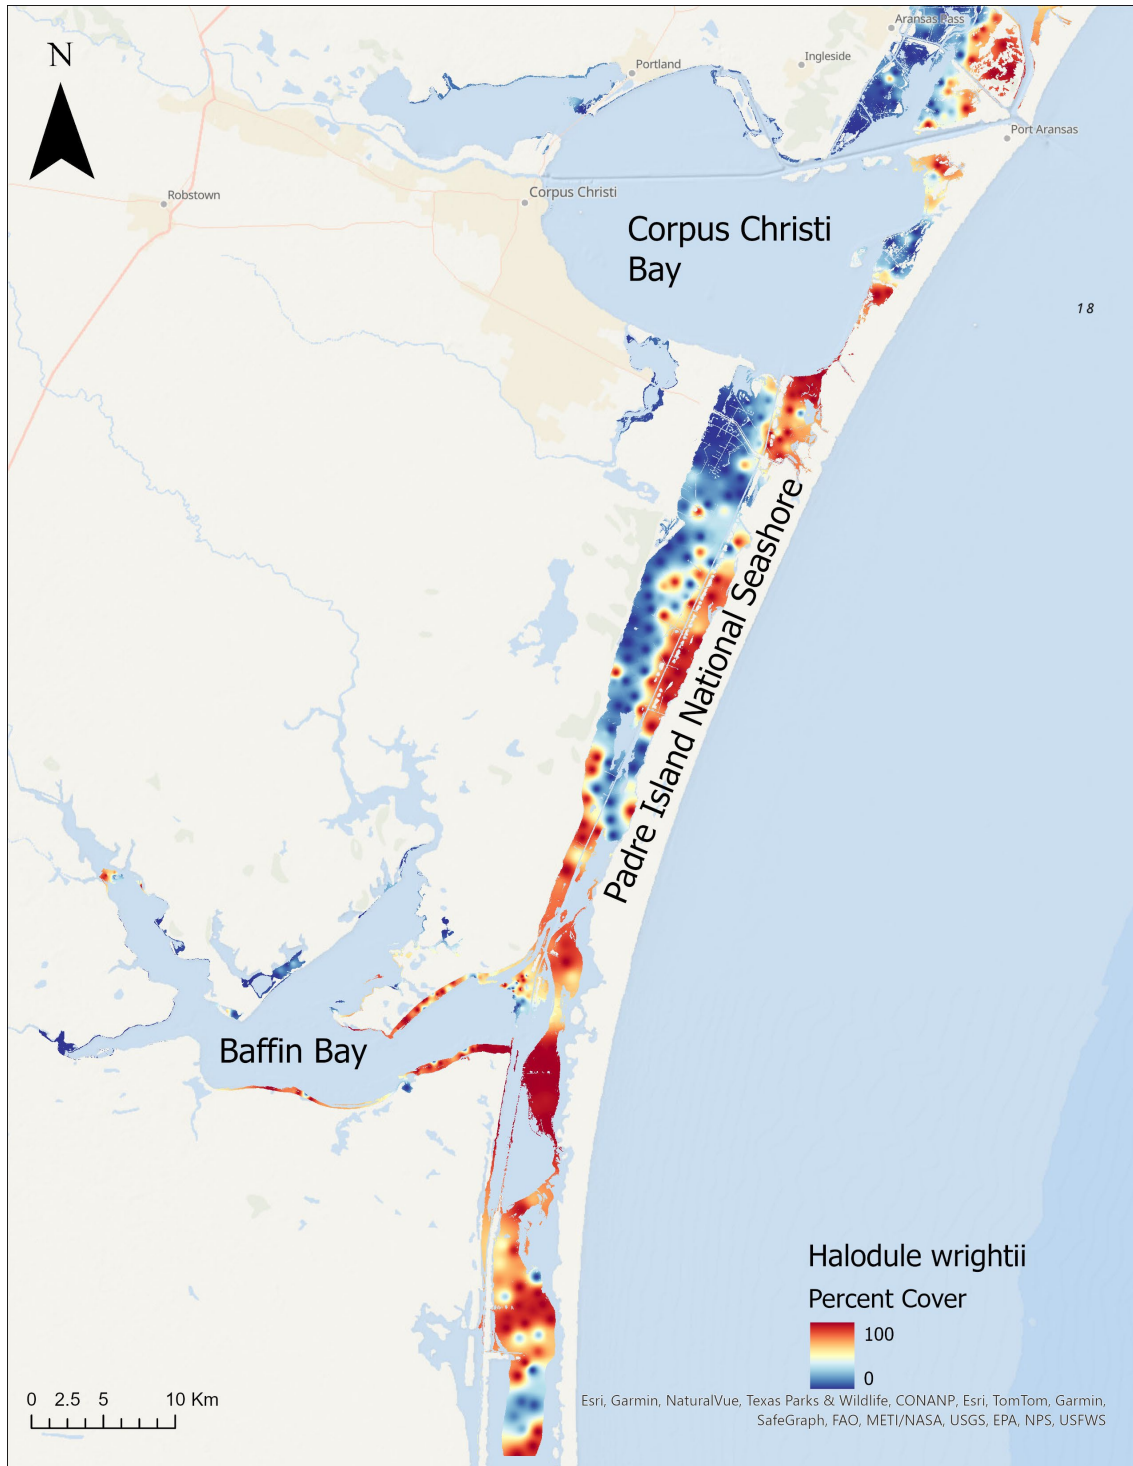 N
Aransas Pass
Ingleside
Portland
Port Aransas
Robstown
Corpus Christi
Corpus Christi
Bay
18
Padre Island National Seashore
Baffin Bay
Halodule wrightii
Percent Cover
100
0
0 2.5 5 10 Km
Esri, Garmin, NaturalVue, Texas Parks & Wildlife, CONANP, Esri, TomTom, Garmin,
SafeGraph, FAO, METI/NASA, USGS, EPA, NPS, USFWS